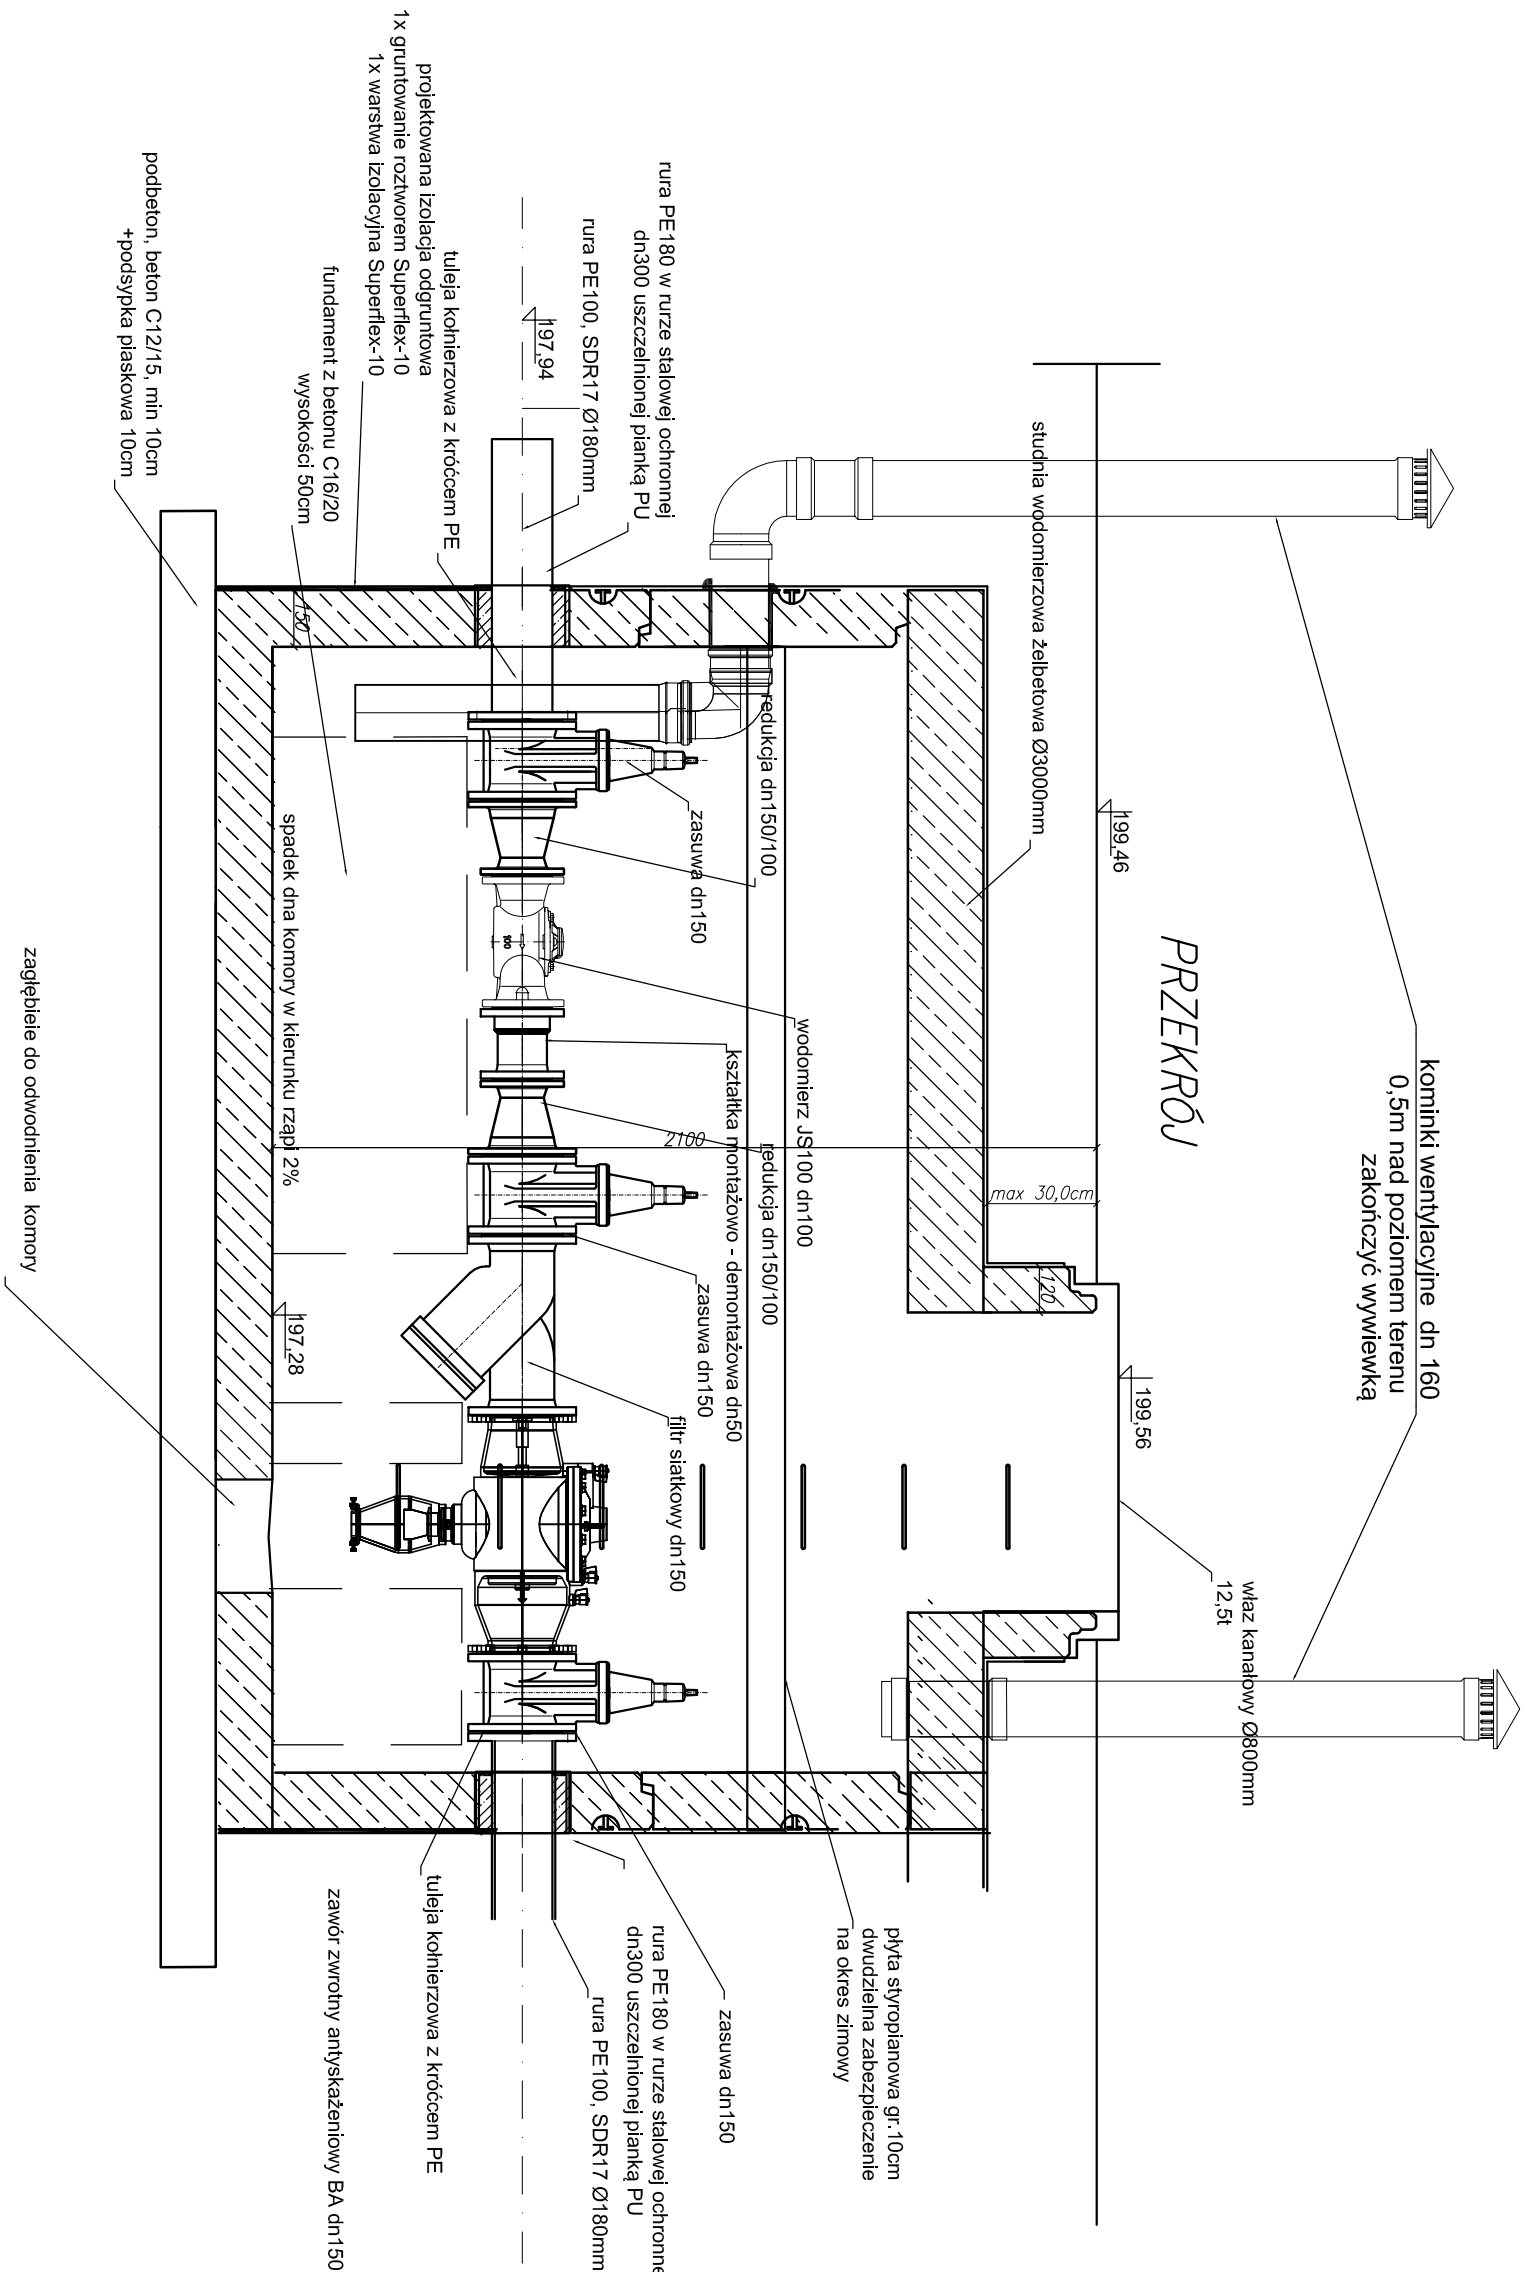 kominki wentylacyjne dn 160
0,5m nad poziomem terenu
zakończyć wywiewką
PRZEKRÓJ
199,46
199,56
właz kanałowy Ø800mm
12,5t
studnia wodomierzowa żelbetowa Ø3000mm
max 30,0cm
120
płyta styropianowa gr.10cm
dwudzielna zabezpieczenie
na okres zimowy
rura PE180 w rurze stalowej ochronnej
dn300 uszczelnionej pianką PU
rura PE100, SDR17 Ø180mm
197,94
redukcja dn150/100
zasuwa dn150
wodomierz JS100 dn100
redukcja dn150/100
kształtka montażowo - demontażowa dn50
2100
zasuwa dn150
filtr siatkowy dn150
100
zasuwa dn150
rura PE180 w rurze stalowej ochronne
dn300 uszczelnionej pianką PU
rura PE100, SDR17 Ø180mm
tuleja kołnierzowa z króćcem PE
projektowana izolacja odgruntowa
1x gruntowanie roztworem Superflex-10
1x warstwa izolacyjna Superflex-10
tuleja kołnierzowa z króćcem PE
fundament z betonu C16/20
wysokości 50cm
150
spadek dna komory w kierunku rząpi 2%
197,28
zawór zwrotny antyskażeniowy BA dn150
podbeton, beton C12/15, min 10cm
+podsypka piaskowa 10cm
zagłębieie do odwodnienia komory